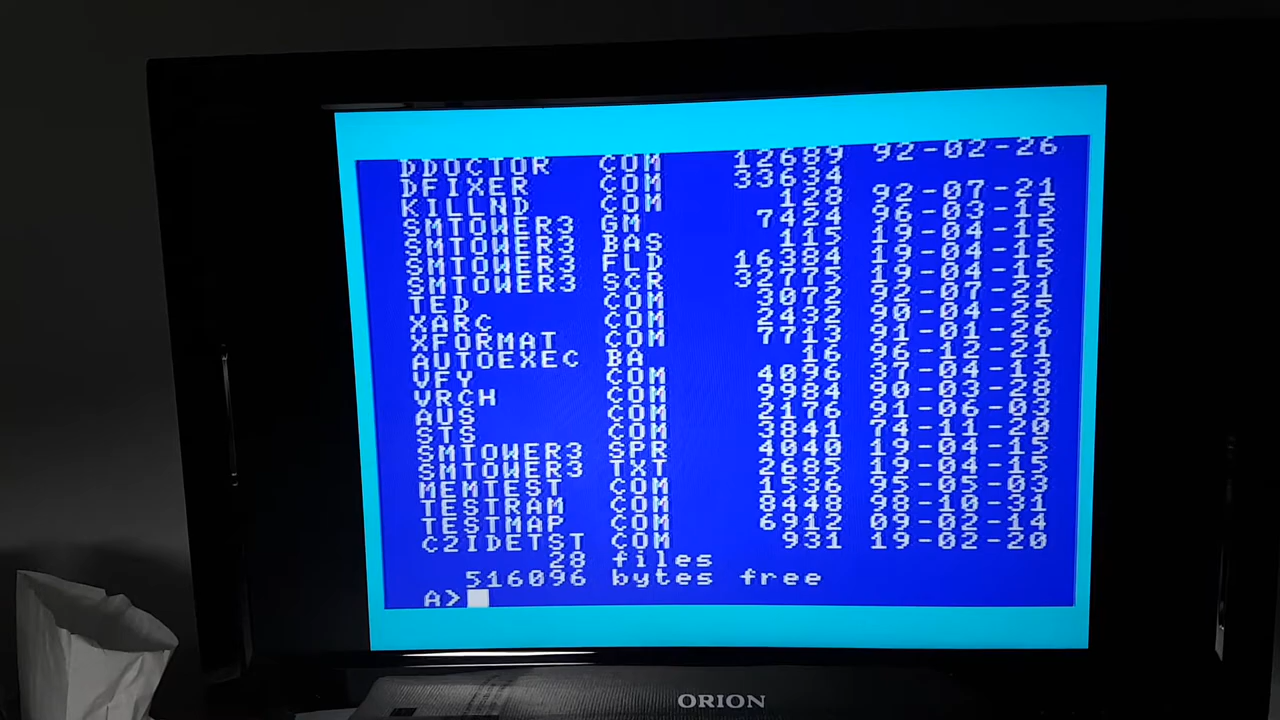 DDOCTOR COM 12689 92-02-26
DFIXER COM 33634
KILLND COM 128 92-07-21
SMTOWER3 GM 7424 96-03-15
SMTOWER3 BAS 115 19-04-15
SMTOWER3 FLD 16384 19-04-15
SMTOWER3 SCR 32775 19-04-15
TED COM 3072 92-07-21
XARC COM 2432 90-04-25
XFORMAT COM 7713 91-01-26
AUTOEXEC BA 16 96-12-21
VFY COM 4096 37-04-13
VRCH COM 9984 90-03-28
AUS COM 2176 91-06-03
STS COM 3841 74-11-20
SMTOWER3 SPR 4040 19-04-15
SMTOWER3 TXT 2685 19-04-15
MEMTEST COM 1536 95-05-03
TESTRAM COM 8448 98-10-31
TESTMAP COM 6912 09-02-14
C2IDETST COM 931 19-02-20
28 files
516096 bytes free
A>
ORION